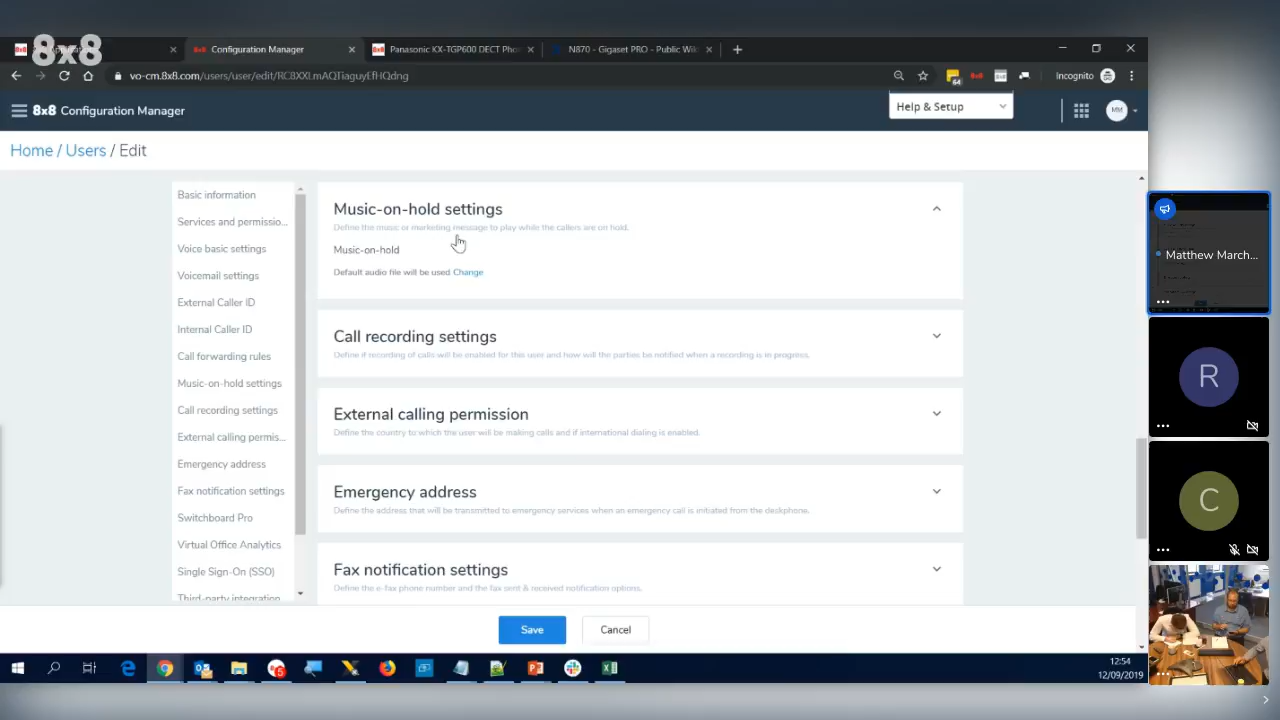 8x8
Configuration Manager
Panasonic KX-TGP600 DECT Pho
N870 - Gigaset PRO - Public Wik
vo-cm.8x8.com/users/user/edit/RC8XXLmAQTiaguyEfHQdng
64
Incognito
8x8 Configuration Manager
Help & Setup
MM
Home / Users / Edit
Basic information
Services and permissio...
Voice basic settings
Voicemail settings
External Caller ID
Internal Caller ID
Call forwarding rules
Music-on-hold settings
Call recording settings
External calling permis...
Emergency address
Fax notification settings
Switchboard Pro
Virtual Office Analytics
Single Sign-On (SSO)
Third-party integration
Music-on-hold settings
Define the music or marketing message to play while the callers are on hold.
Music-on-hold
Default audio file will be used Change
Call recording settings
Define if recording of calls will be enabled for this user and how will the parties be notified when a recording is in progress.
External calling permission
Define the country to which the user will be making calls and if international dialing is enabled.
Emergency address
Define the address that will be transmitted to emergency services when an emergency call is initiated from the deskphone.
Fax notification settings
Define the e-fax phone number and the fax sent & received notification options.
Save
Cancel
Matthew March...
R
C
12:54
12/09/2019